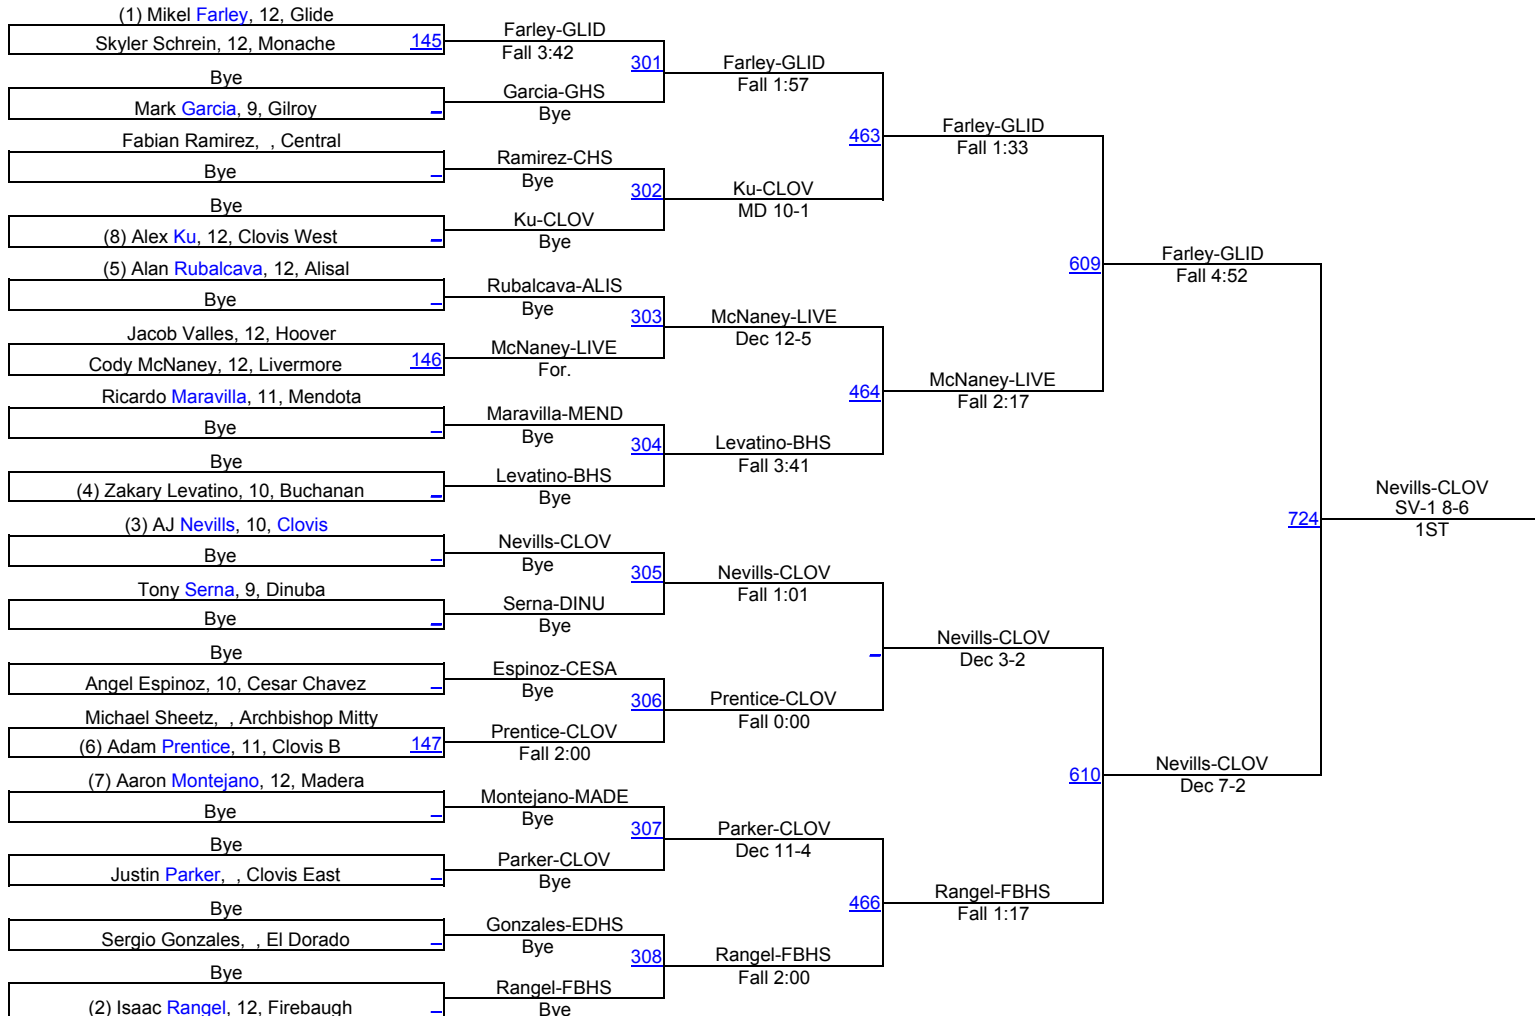 (1) Mikel Farley, 12, Glide
Skyler Schrein, 12, Monache 145
Bye
Mark Garcia, 9, Gilroy
Fabian Ramirez, , Central
Bye
Bye
(8) Alex Ku, 12, Clovis West
(5) Alan Rubalcava, 12, Alisal
Bye
Jacob Valles, 12, Hoover
Cody McNaney, 12, Livermore 146
Ricardo Maravilla, 11, Mendota
Bye
Bye
(4) Zakary Levatino, 10, Buchanan
(3) AJ Nevills, 10, Clovis
Bye
Tony Serna, 9, Dinuba
Bye
Bye
Angel Espinoz, 10, Cesar Chavez
Michael Sheetz, , Archbishop Mitty
(6) Adam Prentice, 11, Clovis B 147
(7) Aaron Montejano, 12, Madera
Bye
Bye
Justin Parker, , Clovis East
Bye
Sergio Gonzales, , El Dorado
Bye
(2) Isaac Rangel, 12, Firebaugh
Farley-GLID
Fall 3:42
301
Garcia-GHS
Bye
Ramirez-CHS
Bye
302
Ku-CLOV
Bye
Rubalcava-ALIS
Bye
303
McNaney-LIVE
For.
Maravilla-MEND
Bye
304
Levatino-BHS
Bye
Nevills-CLOV
Bye
305
Serna-DINU
Bye
Espinoz-CESA
Bye
306
Prentice-CLOV
Fall 2:00
Montejano-MADE
Bye
307
Parker-CLOV
Bye
Gonzales-EDHS
Bye
308
Rangel-FBHS
Bye
Farley-GLID
Fall 1:57
463
Ku-CLOV
MD 10-1
McNaney-LIVE
Dec 12-5
464
Levatino-BHS
Fall 3:41
Nevills-CLOV
Fall 1:01
Prentice-CLOV
Fall 0:00
Parker-CLOV
Dec 11-4
466
Rangel-FBHS
Fall 2:00
Farley-GLID
Fall 1:33
609
McNaney-LIVE
Fall 2:17
Nevills-CLOV
Dec 3-2
610
Rangel-FBHS
Fall 1:17
Farley-GLID
Fall 4:52
724
Nevills-CLOV
Dec 7-2
Nevills-CLOV
SV-1 8-6
1ST